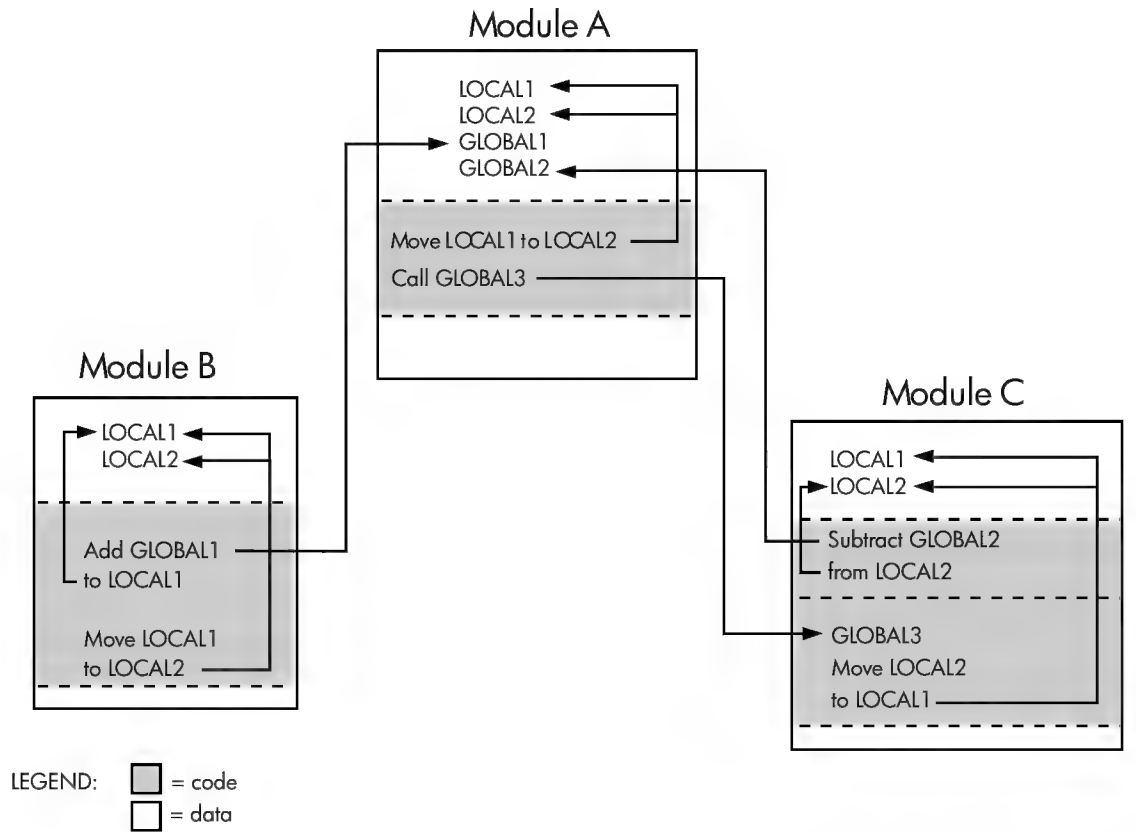 Module A
LOCAL1
LOCAL2
GLOBAL1
GLOBAL2
Move LOCAL1 to LOCAL2
Call GLOBAL3
Module B
LOCAL1
LOCAL2
Add GLOBAL1
to LOCAL1
Move LOCAL1
to LOCAL2
Module C
LOCAL1
LOCAL2
Subtract GLOBAL2
from LOCAL2
GLOBAL3
Move LOCAL2
to LOCAL1
LEGEND:
= code
= data